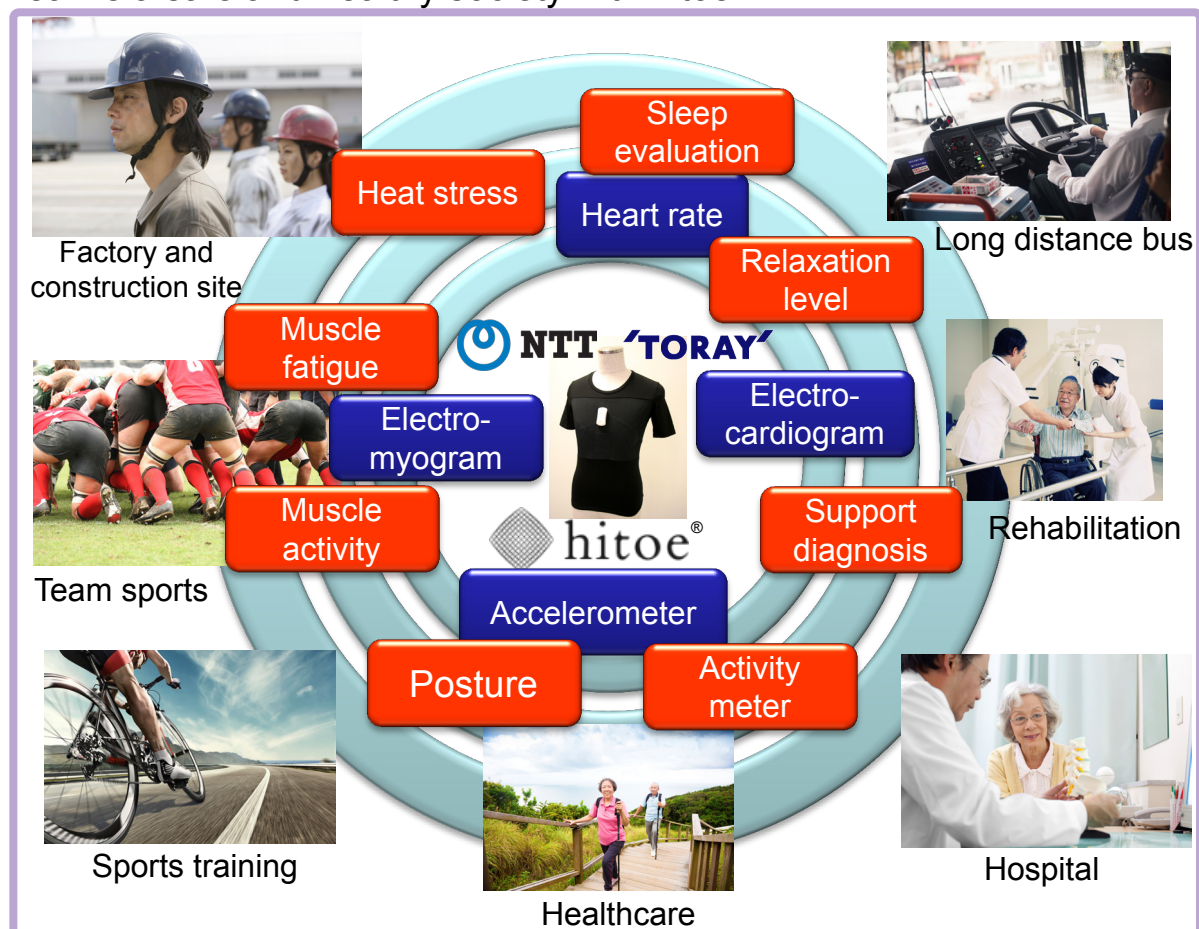 Sleep
evaluation
Heat stress
Heart rate
Long distance bus
Factory and
construction site
Relaxation
level
Muscle
fatigue
NTT 'TORAY'
Electro-
myogram
Electro-
cardiogram
Muscle
activity
Support
diagnosis
Rehabilitation
hitoe®
Team sports
Accelerometer
Posture
Activity
meter
Sports training
Hospital
Healthcare